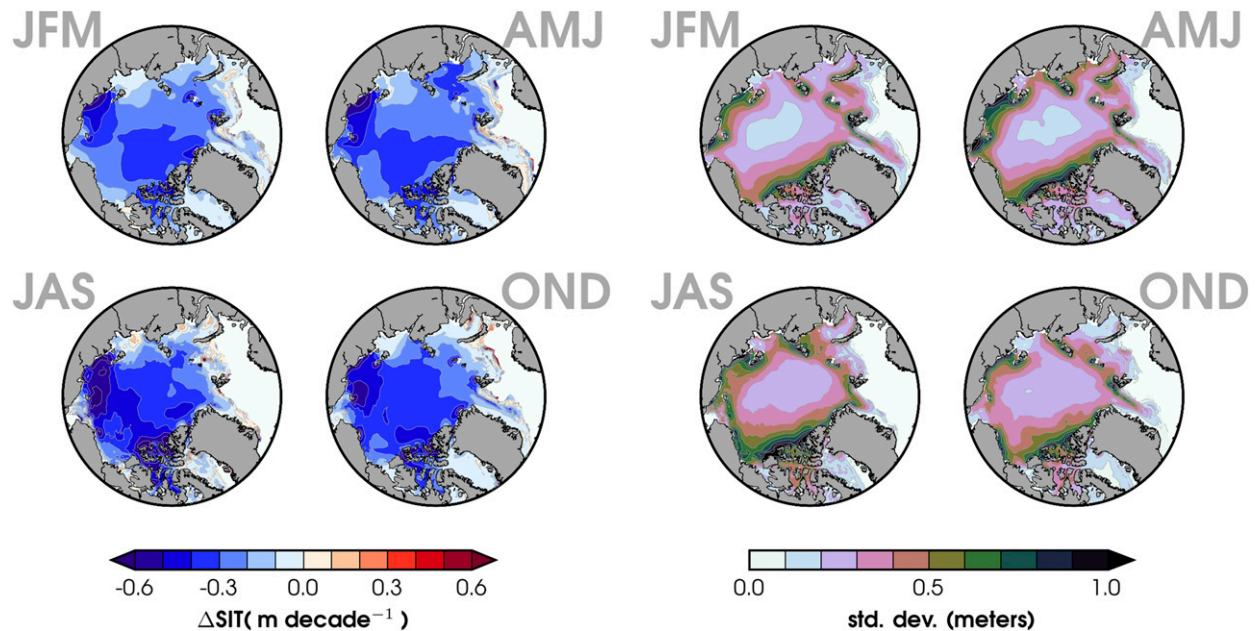 JFM AMJ JFM AMJ
JAS OND JAS OND
-0.6 -0.3 0.0 0.3 0.6 0.0 0.5 1.0
ΔSIT( m decade⁻¹) std. dev. (meters)